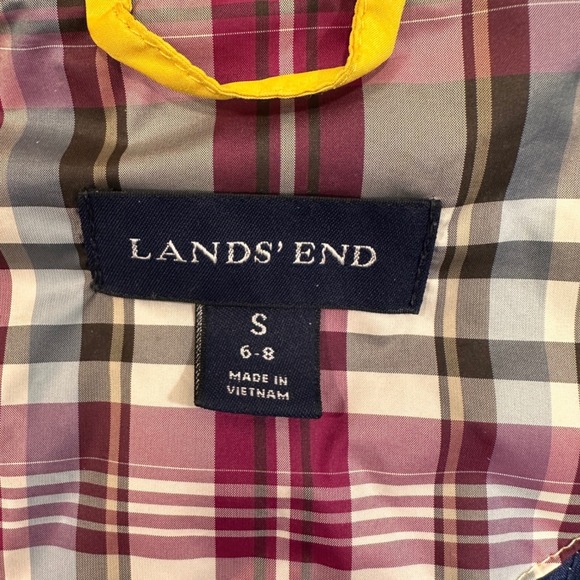 LANDS' END
S
6-8
MADE IN
VIETNAM